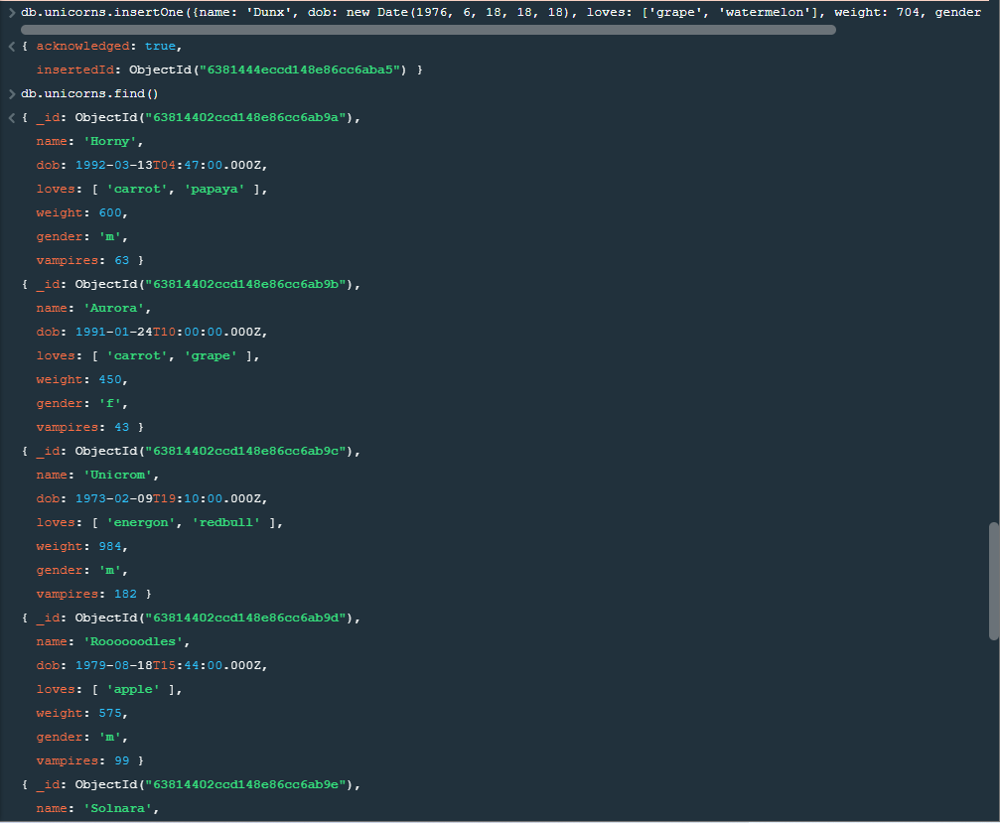 > db.unicorns.insertOne({name: 'Dunx', dob: new Date(1976, 6, 18, 18, 18), loves: ['grape', 'watermelon'], weight: 704, gender
< { acknowledged: true,
insertedId: ObjectId("6381444eccd148e86cc6aba5") }
> db.unicorns.find()
< { _id: ObjectId("63814402ccd148e86cc6ab9a"),
name: 'Horny',
dob: 1992-03-13T04:47:00.000Z,
loves: [ 'carrot', 'papaya' ],
weight: 600,
gender: 'm',
vampires: 63 }
{ _id: ObjectId("63814402ccd148e86cc6ab9b"),
name: 'Aurora',
dob: 1991-01-24T10:00:00.000Z,
loves: [ 'carrot', 'grape' ],
weight: 450,
gender: 'f',
vampires: 43 }
{ _id: ObjectId("63814402ccd148e86cc6ab9c"),
name: 'Unicrom',
dob: 1973-02-09T19:10:00.000Z,
loves: [ 'energon', 'redbull' ],
weight: 984,
gender: 'm',
vampires: 182 }
{ _id: ObjectId("63814402ccd148e86cc6ab9d"),
name: 'Roooooodles',
dob: 1979-08-18T15:44:00.000Z,
loves: [ 'apple' ],
weight: 575,
gender: 'm',
vampires: 99 }
{ _id: ObjectId("63814402ccd148e86cc6ab9e"),
name: 'Solnara',